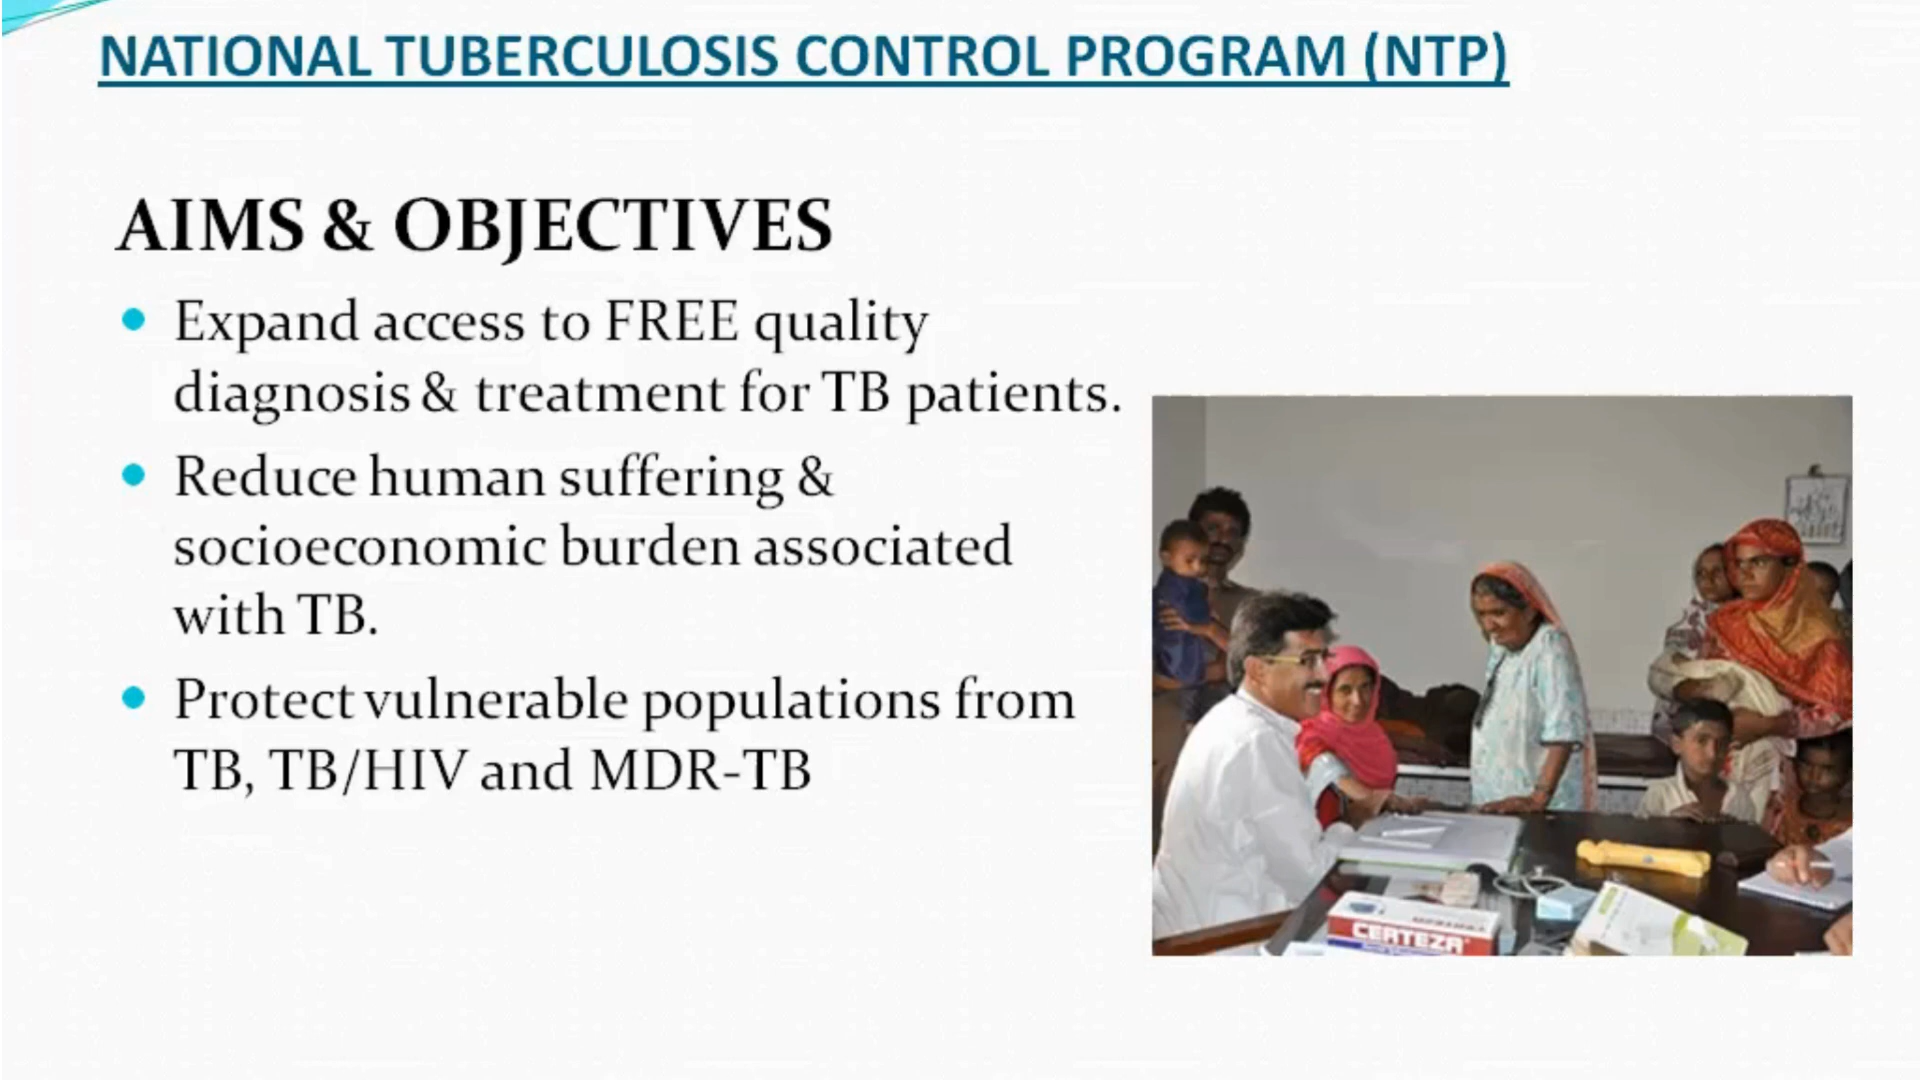 NATIONAL TUBERCULOSIS CONTROL PROGRAM (NTP)
AIMS & OBJECTIVES
• Expand access to FREE quality
diagnosis & treatment for TB patients.
• Reduce human suffering &
socioeconomic burden associated
with TB.
• Protect vulnerable populations from
TB, TB/HIV and MDR-TB
CERTEZA